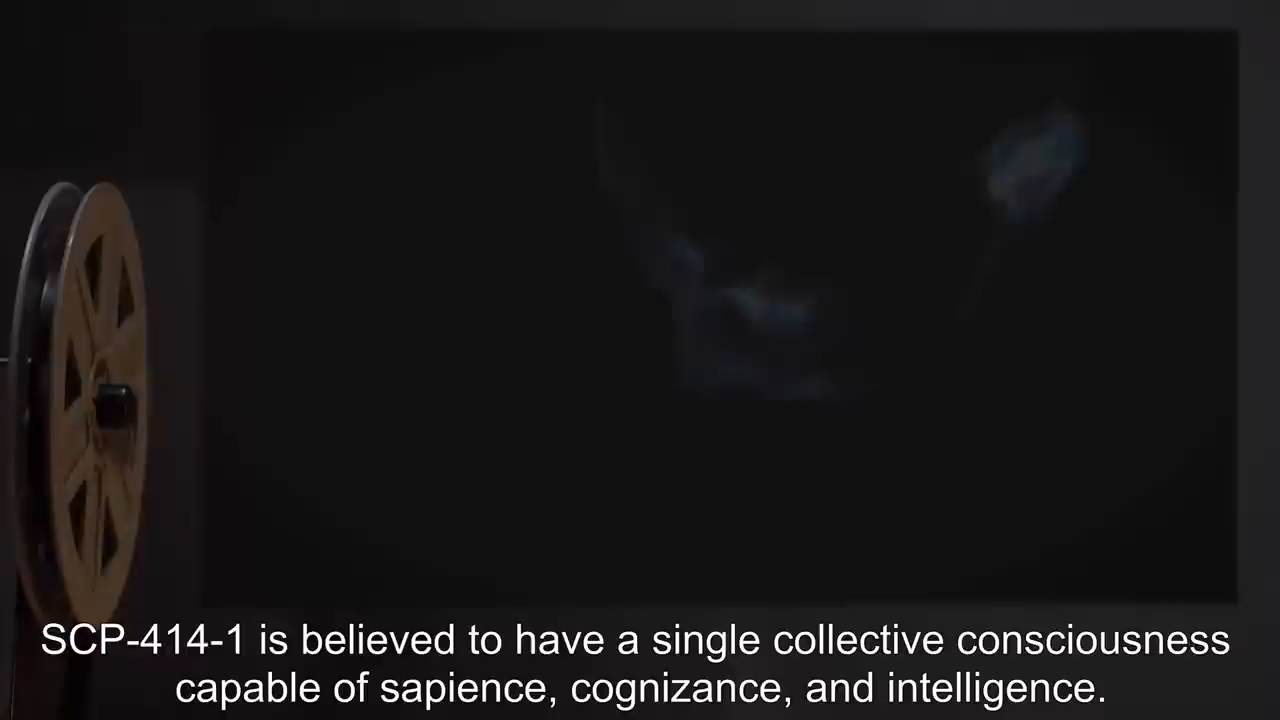 SCP-414-1 is believed to have a single collective consciousness
capable of sapience, cognizance, and intelligence.